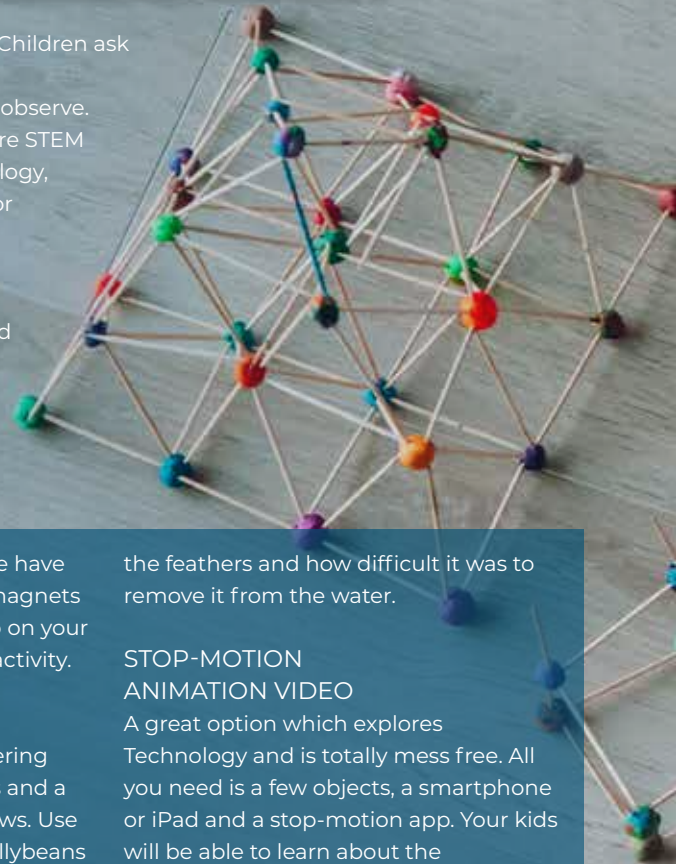 Children ask
observe.
re STEM
logy,
or
d
e have
magnets
on your
activity.
ering
and a
ws. Use
llybeans
the feathers and how difficult it was to
remove it from the water.
STOP-MOTION
ANIMATION VIDEO
A great option which explores
Technology and is totally mess free. All
you need is a few objects, a smartphone
or iPad and a stop-motion app. Your kids
will be able to learn about the